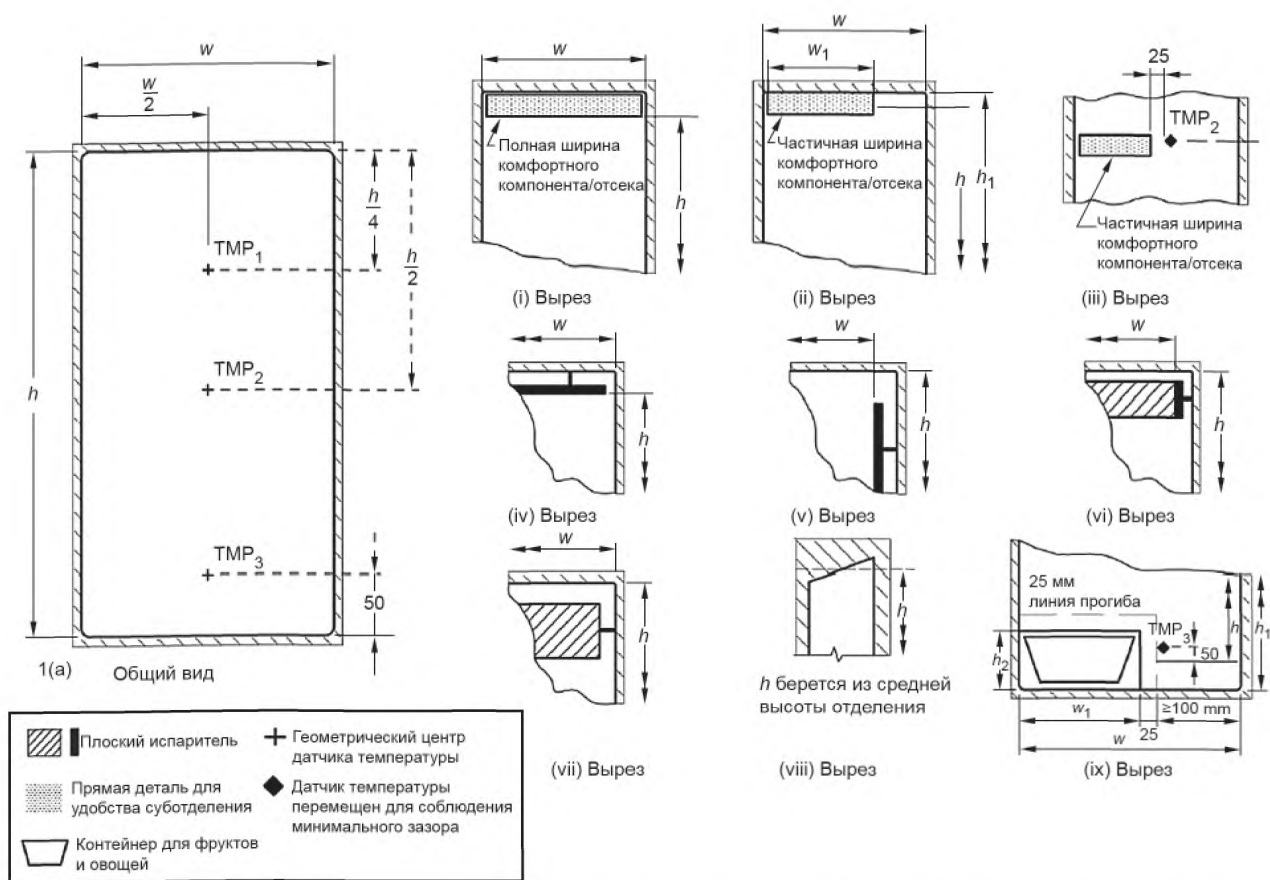 w
w/2
h
h/4
h/2
TMP1
TMP2
TMP3
50
1(a) Общий вид
w
Полная ширина
комфортного
компонента/отсека
h
(i) Вырез
w
w1
Частичная ширина
комфортного
компонента/отсека
h
h1
(ii) Вырез
25
TMP2
Частичная ширина
комфортного
компонента/отсека
(iii) Вырез
w
h
(iv) Вырез
w
h
(v) Вырез
w
h
(vi) Вырез
w
h
(vii) Вырез
h
h берется из средней
высоты отделения
(viii) Вырез
25 мм
линия прогиба
TMP3
50
h
h1
h2
w1
25
≥100 mm
w
(ix) Вырез
Плоский испаритель
Прямая деталь для
удобства суботделения
Контейнер для фруктов
и овощей
Геометрический центр
датчика температуры
Датчик температуры
перемещен для соблюдения
минимального зазора